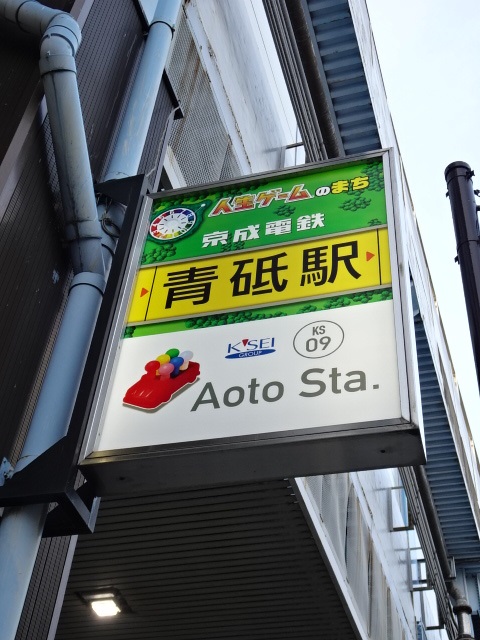 人生ゲームのまち
京成電鉄
青砥駅
K'SEI
GROUP
KS
09
Aoto Sta.